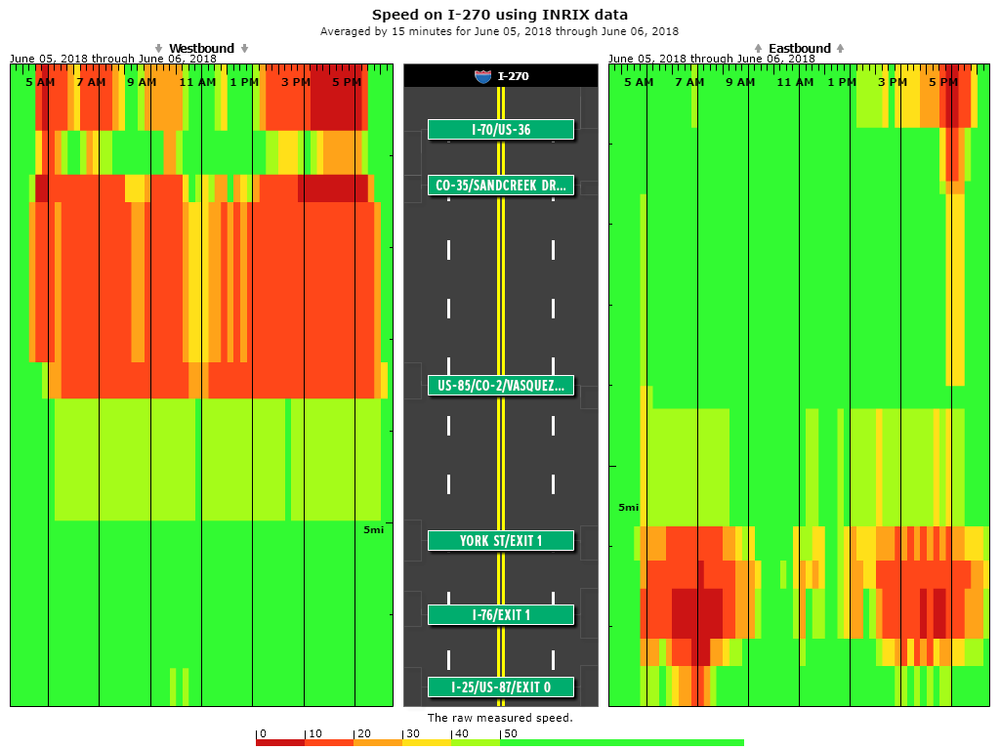 Speed on I-270 using INRIX data
Averaged by 15 minutes for June 05, 2018 through June 06, 2018
Westbound
June 05, 2018 through June 06, 2018
5 AM 7 AM 9 AM 11 AM 1 PM 3 PM 5 PM
5mi
I-270
I-70/US-36
CO-35/SANDCREEK DR...
US-85/CO-2/VASQUEZ...
YORK ST/EXIT 1
I-76/EXIT 1
I-25/US-87/EXIT 0
Eastbound
June 05, 2018 through June 06, 2018
5 AM 7 AM 9 AM 11 AM 1 PM 3 PM 5 PM
5mi
The raw measured speed.
0 10 20 30 40 50